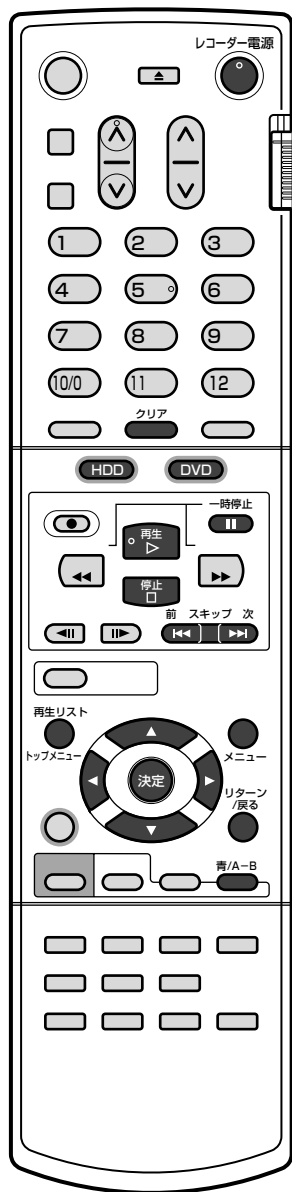 レコーダー電源
1 2 3
4 5 6
7 8 9
10/0 11 12
クリア
HDD DVD
一時停止
再生
停止
前 スキップ 次
再生リスト
トップメニュー
メニュー
決定
リターン
/戻る
青/A-B